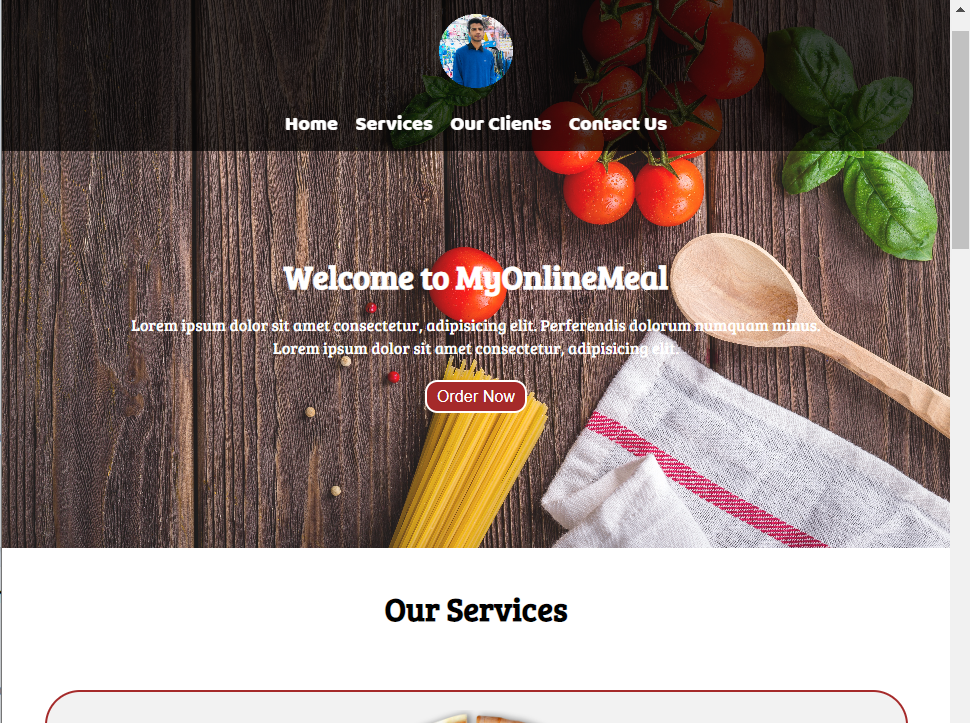 Home Services Our Clients Contact Us
Welcome to MyOnlineMeal
Lorem ipsum dolor sit amet consectetur, adipisicing elit. Perferendis dolorum numquam minus.
Lorem ipsum dolor sit amet consectetur, adipisicing elit.
Order Now
Our Services